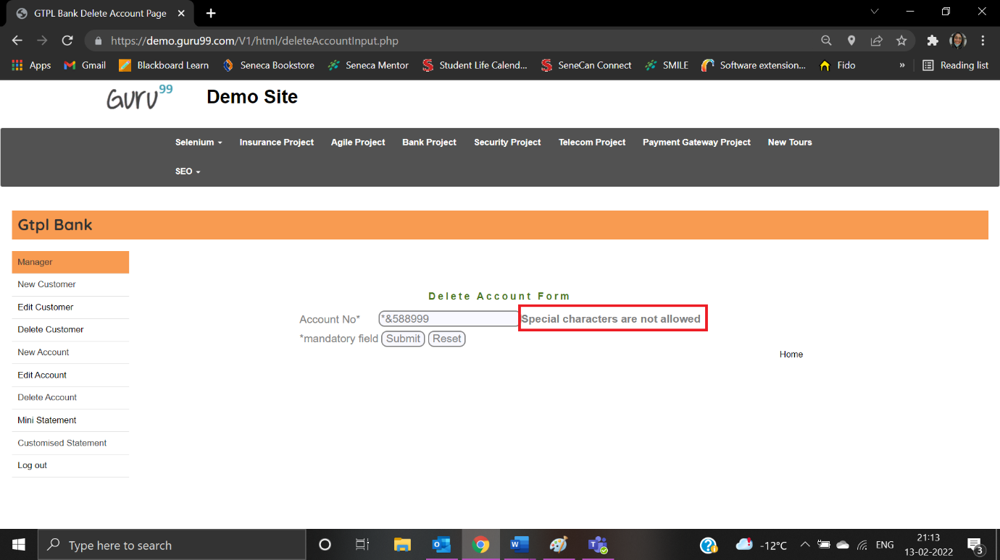 GTPL Bank Delete Account Page
https://demo.guru99.com/V1/html/deleteAccountInput.php
Apps Gmail Blackboard Learn Seneca Bookstore Seneca Mentor Student Life Calend... SeneCan Connect SMILE Software extension... Fido » Reading list
Guru99 Demo Site
Selenium Insurance Project Agile Project Bank Project Security Project Telecom Project Payment Gateway Project New Tours
SEO
Gtpl Bank
Manager
New Customer
Edit Customer
Delete Customer
New Account
Edit Account
Delete Account
Mini Statement
Customised Statement
Log out
Delete Account Form
Account No* *&588999 Special characters are not allowed
*mandatory field Submit Reset
Home
Type here to search
-12°C ENG
21:13
13-02-2022
3